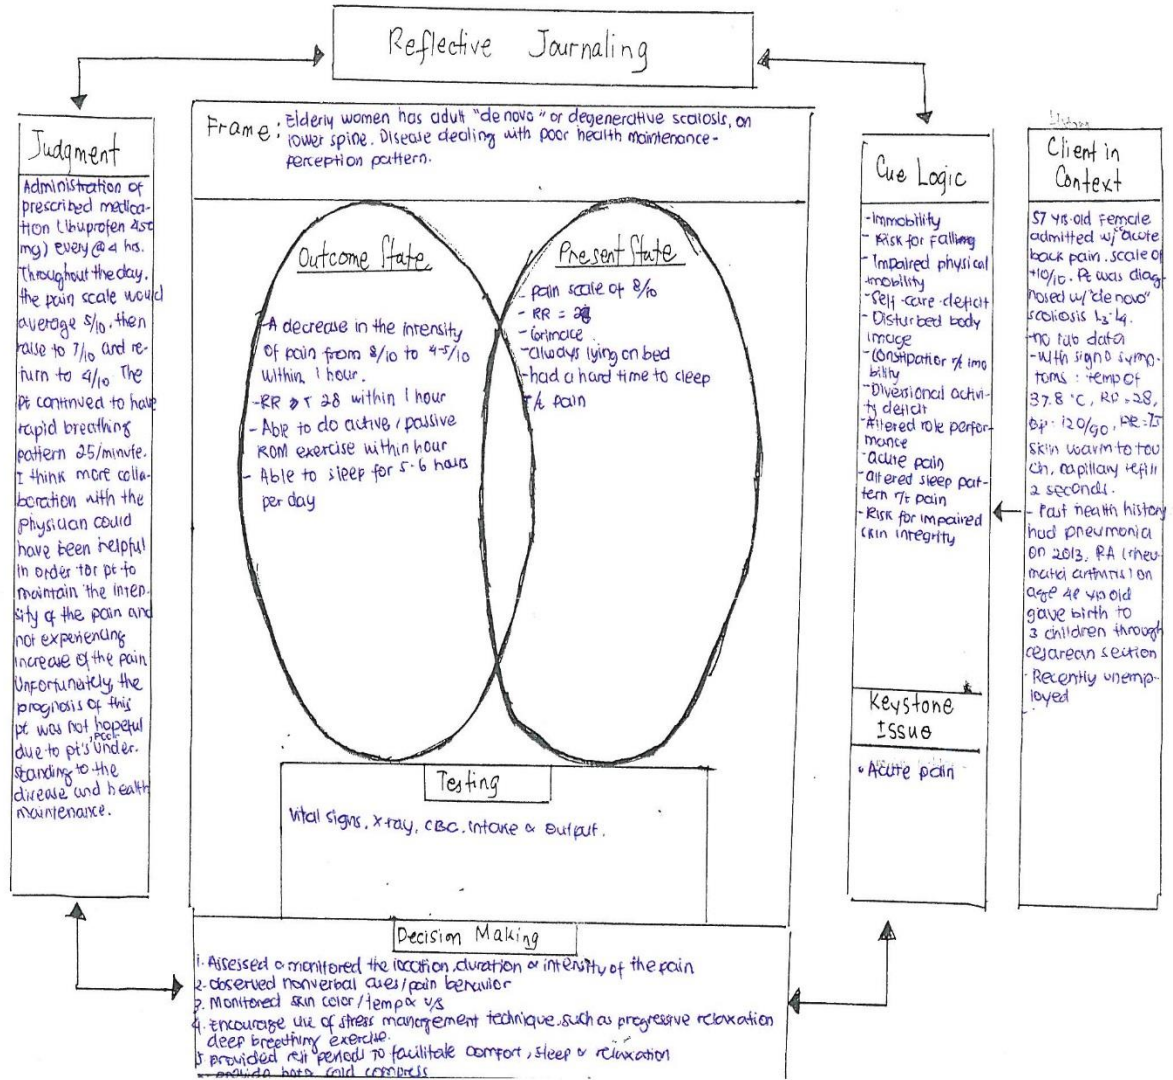 Reflective Journaling
Judgment
Administration of
prescribed medica-
tion (Ibuprofen 450
mg) every @ 4 hrs.
Throughout the day,
the pain scale would
average 5/10, then
raise to 7/10 and re-
turn to 4/10 The
pt continued to have
rapid breathing
pattern 25/minute.
I think more colla-
boration with the
physician could
have been helpful
in order for pt to
maintain the inten-
sity of the pain and
not experiencing
increase of the pain
Unfortunately, the
prognosis of this
pt was not hopeful
due to pt's poor under-
standing to the
disease and health
maintenance.
Frame: Elderly women has adult "de novo" or degenerative scoliosis, on
lower spine. Disease dealing with poor health maintenance-
perception pattern.
Outcome State
-A decrease in the intensity
of pain from 8/10 to 4-5/10
within 1 hour.
-RR 28 within 1 hour
- Able to do active/passive
ROM exercise within hour
- Able to sleep for 5-6 hours
per day
Present State
- pain scale of 8/10
- RR = 28
- Grimace
-always lying on bed
-had a hard time to sleep
r/t pain
Testing
Vital signs, x-ray, CBC, intake & output.
Decision Making
1. Assessed & monitored the location, duration & intensity of the pain
2. Observed nonverbal cues/pain behavior
3. Monitored skin color/temp & v/s
4. Encourage use of stress management technique, such as progressive relaxation
deep breathing exercise.
5 provided rest periods to facilitate comfort, sleep & relaxation
provide both cold compress
Cue Logic
-Immobility
- Risk for Falling
- Impaired physical
mobility
- Self-care deficit
- Disturbed body
image
-Constipation r/t immo
bility
-Diversional activi-
ty deficit
-Altered role perfor-
mance
-acute pain
-altered sleep pat-
tern r/t pain
-Risk for impaired
skin integrity
Keystone
Issue
• Acute pain
Client in
Context
57 yrs old Female
admitted w/ "acute
back pain. scale of
10/10. Pt was diag-
nosed w/ "de novo"
scoliosis L3-L4.
-no lab data
-with sign & symp-
toms: temp of
37.8 °C, RR = 28,
BP = 120/90, PR = 75
skin warm to tou
ch, capillary refill
2 seconds.
- Past health history
had pneumonia
on 2013, RA (rheu-
matoid arthritis) on
age yrs old
gave birth to
3 children through
cesarean section
- Recently unemp-
loyed